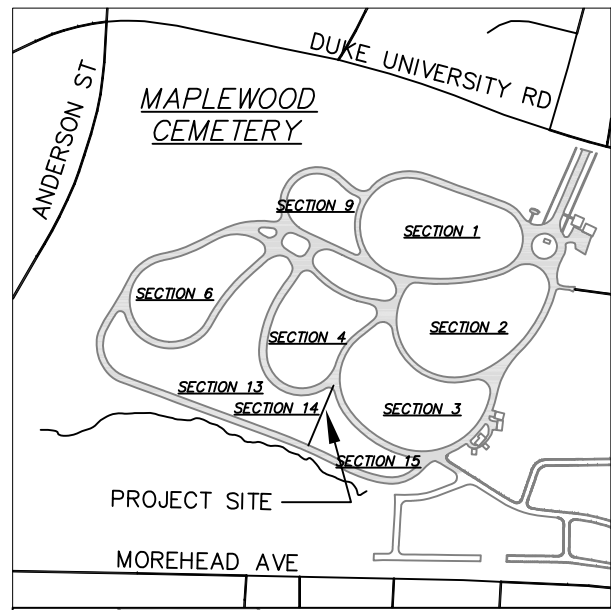 DUKE UNIVERSITY RD
ANDERSON ST
MAPLEWOOD
CEMETERY
SECTION 9
SECTION 1
SECTION 6
SECTION 2
SECTION 4
SECTION 13
SECTION 14
SECTION 3
SECTION 15
PROJECT SITE
MOREHEAD AVE